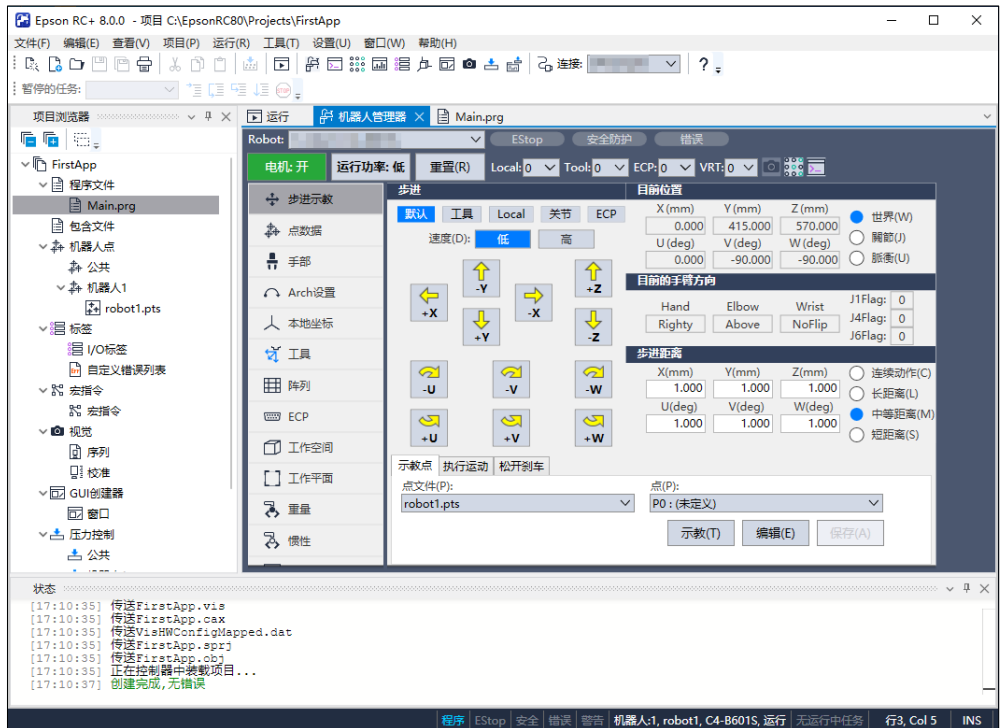 Epson RC+ 8.0.0 - 项目 C:\EpsonRC80\Projects\FirstApp
文件(F) 编辑(E) 查看(V) 项目(P) 运行(R) 工具(T) 设置(U) 窗口(W) 帮助(H)
连接:
?
暂停的任务:
STOP
项目浏览器
FirstApp
程序文件
Main.prg
包含文件
机器人点
公共
机器人1
robot1.pts
标签
I/O标签
自定义错误列表
宏指令
宏指令
视觉
序列
校准
GUI创建器
窗口
压力控制
公共
运行 机器人管理器 Main.prg
Robot: EStop 安全防护 错误
电机: 开 运行功率: 低 重置(R) Local: 0 Tool: 0 ECP: 0 VRT: 0
步进示教
点数据
手部
Arch设置
本地坐标
工具
阵列
ECP
工作空间
工作平面
重量
惯性
步进
默认 工具 Local 关节 ECP
速度(D): 低 高
-Y +Z
+X -X
+Y -Z
-U -V -W
+U +V +W
目前位置
X (mm) Y (mm) Z (mm)
0.000 415.000 570.000
U (deg) V (deg) W (deg)
0.000 -90.000 -90.000
世界(W)
關節(J)
脈衝(U)
目前的手臂方向
Hand Elbow Wrist
Righty Above NoFlip
J1Flag: 0
J4Flag: 0
J6Flag: 0
步进距离
X(mm) Y(mm) Z(mm)
1.000 1.000 1.000
U(deg) V(deg) W(deg)
1.000 1.000 1.000
连续动作(C)
长距离(L)
中等距离(M)
短距离(S)
示教点 执行运动 松开刹车
点文件(P): 点(P):
robot1.pts P0 : (未定义)
示教(T) 编辑(E) 保存(A)
状态
[17:10:35] 传送FirstApp.vis
[17:10:35] 传送FirstApp.cax
[17:10:35] 传送VisHWConfigMapped.dat
[17:10:35] 传送FirstApp.sprj
[17:10:35] 传送FirstApp.obj
[17:10:35] 正在控制器中装载项目...
[17:10:37] 创建完成,无错误
程序 EStop 安全 错误 警告 机器人:1, robot1, C4-B601S, 运行 无运行中任务 行3, Col 5 INS